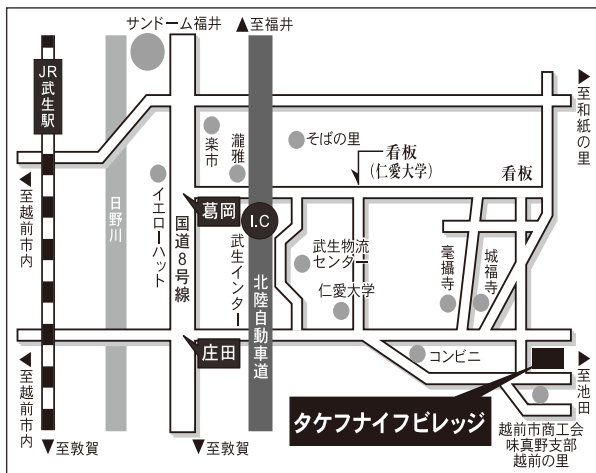 サンドーム福井
▲至福井
JR武生駅
▶至和紙の里
楽市
瀧雅
そばの里
看板
(仁愛大学)
看板
◀至越前市内
日野川
イエローハット
国道8号線
葛岡
I.C
武生インター
北陸自動車道
武生物流
センター
仁愛大学
毫攝寺
城福寺
◀至越前市内
庄田
コンビニ
▶至池田
タケフナイフビレッジ
越前市商工会
味真野支部
越前の里
▼至敦賀
▼至敦賀